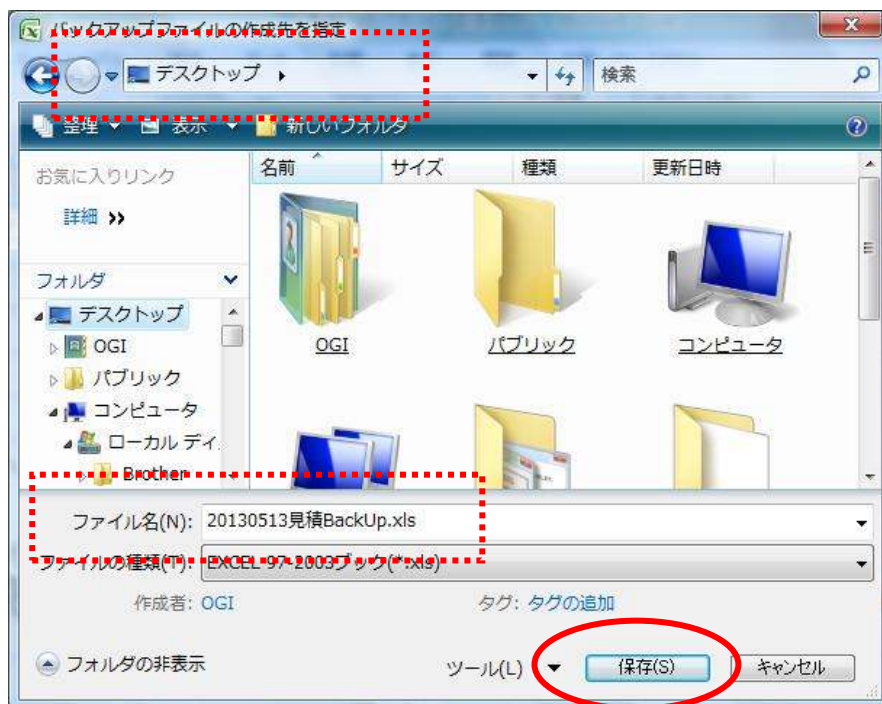 バックアップファイルの作成先を指定
デスクトップ
検索
整理 表示 新しいフォルダ
お気に入りリンク
詳細 >>
名前 サイズ 種類 更新日時
フォルダ
デスクトップ
OGI
パブリック
コンピュータ
ローカル ディ
Brother
OGI パブリック コンピュータ
ファイル名(N): 20130513見積BackUp.xls
ファイルの種類(T): EXCEL 97-2003ブック(*.xls)
作成者: OGI タグ: タグの追加
フォルダの非表示 ツール(L) 保存(S) キャンセル